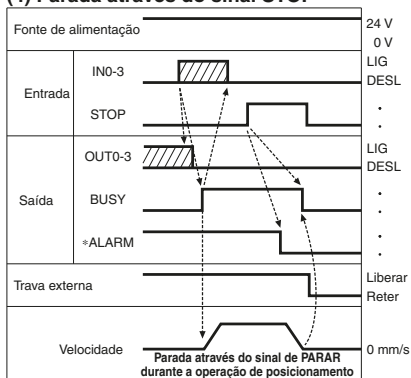 Parada através do sinal STOP
Fonte de alimentação
24 V
0 V
Entrada
IN0-3
LIG
DESL
STOP
Saída
OUT0-3
LIG
DESL
BUSY
*ALARM
Trava externa
Liberar
Reter
Velocidade
0 mm/s
Parada através do sinal de PARAR
durante a operação de posicionamento